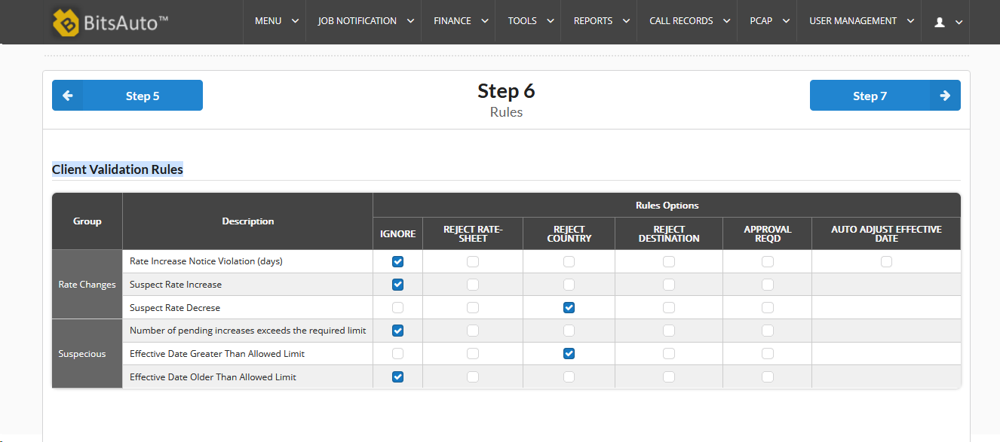 BitsAuto™
MENU
JOB NOTIFICATION
FINANCE
TOOLS
REPORTS
CALL RECORDS
PCAP
USER MANAGEMENT
Step 5
Step 6
Rules
Step 7
Client Validation Rules
Group
Description
Rules Options
IGNORE
REJECT RATE-
SHEET
REJECT
COUNTRY
REJECT
DESTINATION
APPROVAL
REQD
AUTO ADJUST EFFECTIVE
DATE
Rate Changes
Rate Increase Notice Violation (days)
Suspect Rate Increase
Suspect Rate Decrese
Suspecious
Number of pending increases exceeds the required limit
Effective Date Greater Than Allowed Limit
Effective Date Older Than Allowed Limit